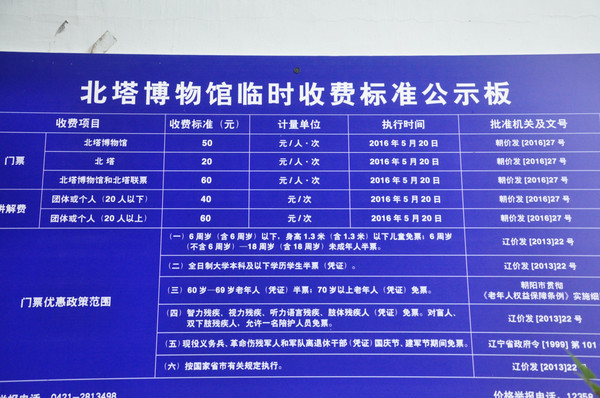 北塔博物馆临时收费标准公示板
收费项目 收费标准（元） 计量单位 执行时间 批准机关及文号
门票 北塔博物馆 50 元/人·次 2016年5月20日 朝价发[2016]27号
北塔 20 元/人·次 2016年5月20日 朝价发[2016]27号
北塔博物馆和北塔联票 60 元/人·次 2016年5月20日 朝价发[2016]27号
讲解费 团体或个人（20人以下） 40 元/次 2016年5月20日 朝价发[2016]27号
团体或个人（20人以上） 60 元/次 2016年5月20日 朝价发[2016]27号
门票优惠政策范围
（一）6周岁（含6周岁）以下、身高1.3米（含1.3米）以下儿童免票；6周岁
（不含6周岁）—18周岁（含18周岁）未成年人半票。
辽价发[2013]22号
（二）全日制大学本科及以下学历学生半票（凭证）。 辽价发[2013]22号
（三）60岁—69岁老年人（凭证）半票；70岁以上老年人（凭证）免票。
朝阳市贯彻
《老年人权益保障条例》实施细
（四）智力残疾、视力残疾、听力语言残疾、肢体残疾人（凭证）免票。对盲人、
双下肢残疾人，允许一名陪护人员免票。
辽价发[2013]22号
（五）现役义务兵、革命伤残军人和军队离退休干部（凭证）国庆节、建军节期间免票。 辽宁省政府令[1999]第101
（六）按国家省市有关规定执行。 辽价发[2013]22号
举报电话 0421-2813498 价格举报电话：12358